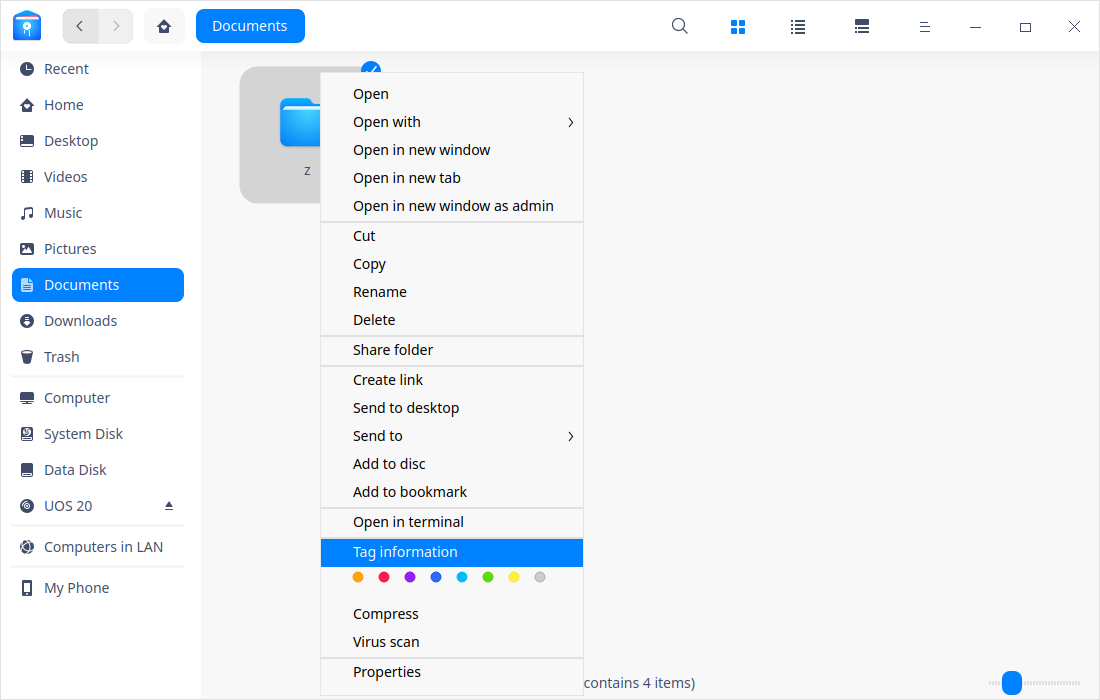 Documents
Recent
Home
Desktop
Videos
Music
Pictures
Documents
Downloads
Trash
Computer
System Disk
Data Disk
UOS 20
Computers in LAN
My Phone
z
Open
Open with
Open in new window
Open in new tab
Open in new window as admin
Cut
Copy
Rename
Delete
Share folder
Create link
Send to desktop
Send to
Add to disc
Add to bookmark
Open in terminal
Tag information
Compress
Virus scan
Properties
contains 4 items)